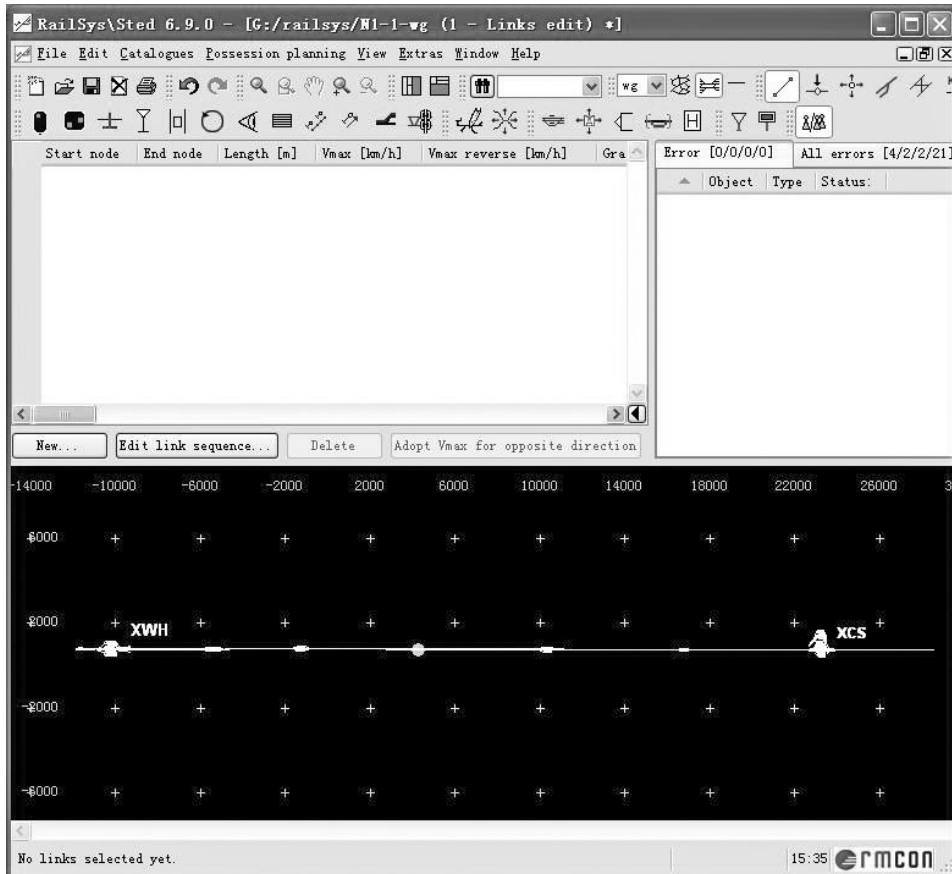 RailSys\Sted 6.9.0 - [G:/railsys/N1-1-wg (1 - Links edit) *]
File Edit Catalogues Possession planning View Extras Window Help
wg
Start node End node Length [m] Vmax [km/h] Vmax reverse [km/h] Gra
Error [0/0/0/0] All errors [4/2/2/21]
Object Type Status:
New... Edit link sequence... Delete Adopt Vmax for opposite direction
-14000 -10000 -6000 -2000 2000 6000 10000 14000 18000 22000 26000 3
6000
2000
XWH
XCS
-2000
-6000
No links selected yet.
15:35 rmcon